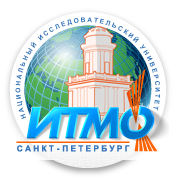 НАЦИОНАЛЬНЫЙ ИССЛЕДОВАТЕЛЬСКИЙ УНИВЕРСИТЕТ
ИТМО
САНКТ-ПЕТЕРБУРГ